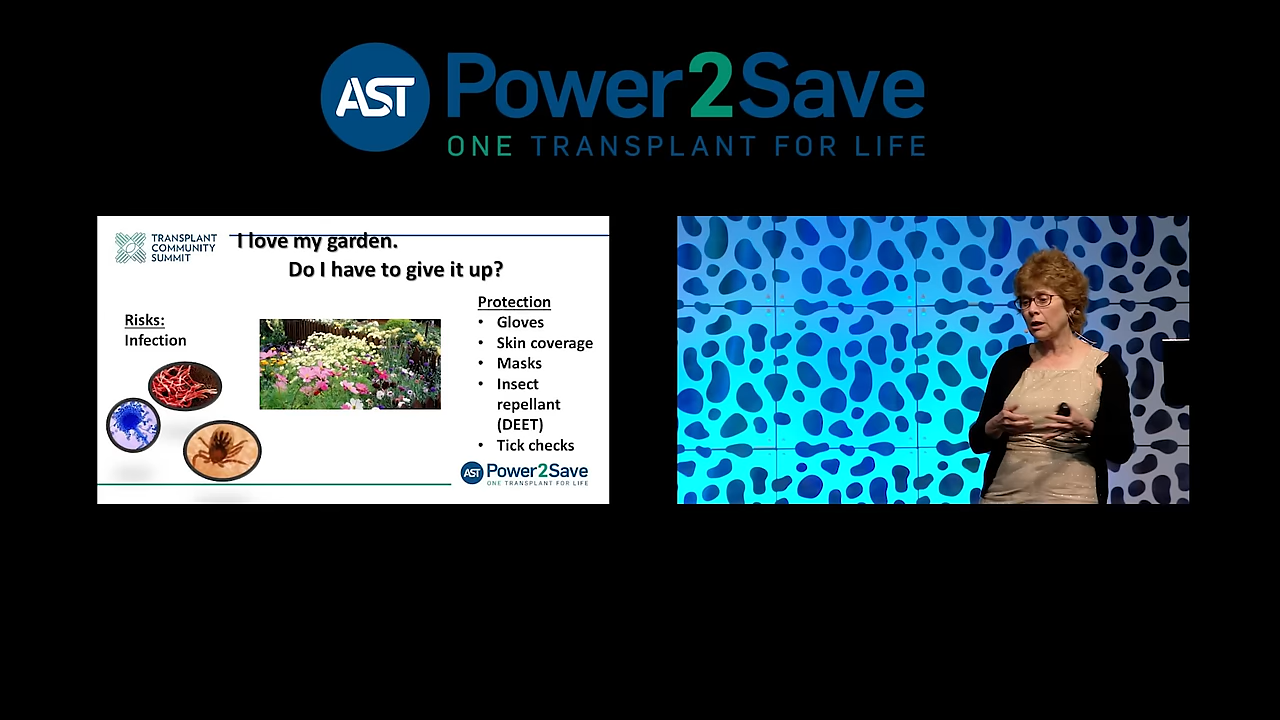 AST Power2Save
ONE TRANSPLANT FOR LIFE
TRANSPLANT
COMMUNITY
SUMMIT
I love my garden.
Do I have to give it up?
Risks:
Infection
Protection
• Gloves
• Skin coverage
• Masks
• Insect
repellant
(DEET)
• Tick checks
AST Power2Save
ONE TRANSPLANT FOR LIFE